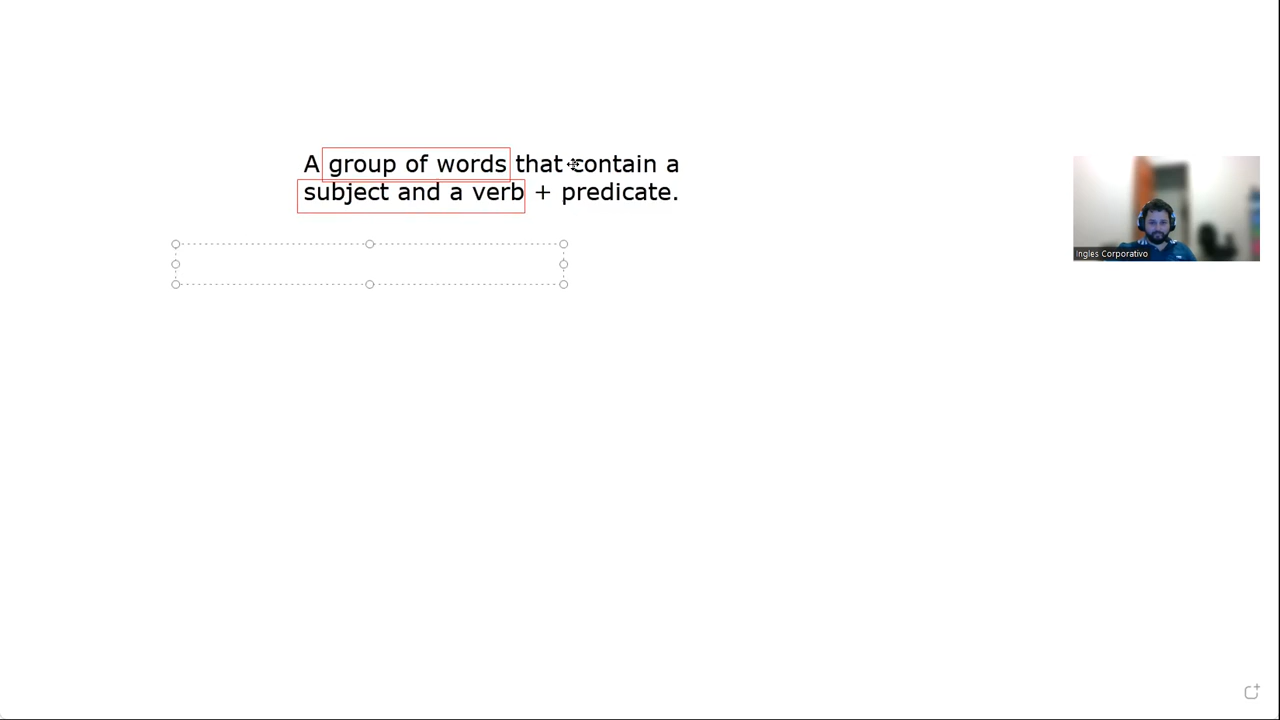 A group of words that contain a
subject and a verb + predicate.
Ingles Corporativo